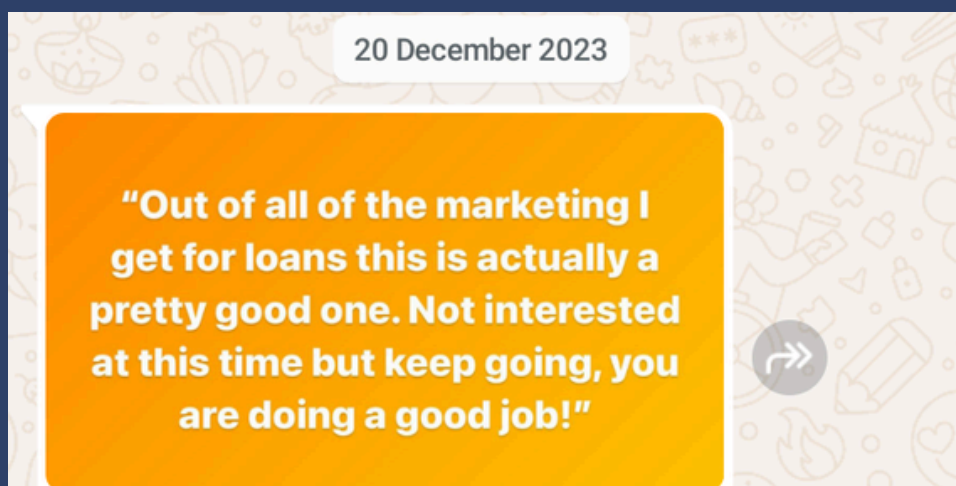 20 December 2023
“Out of all of the marketing I
get for loans this is actually a
pretty good one. Not interested
at this time but keep going, you
are doing a good job!”